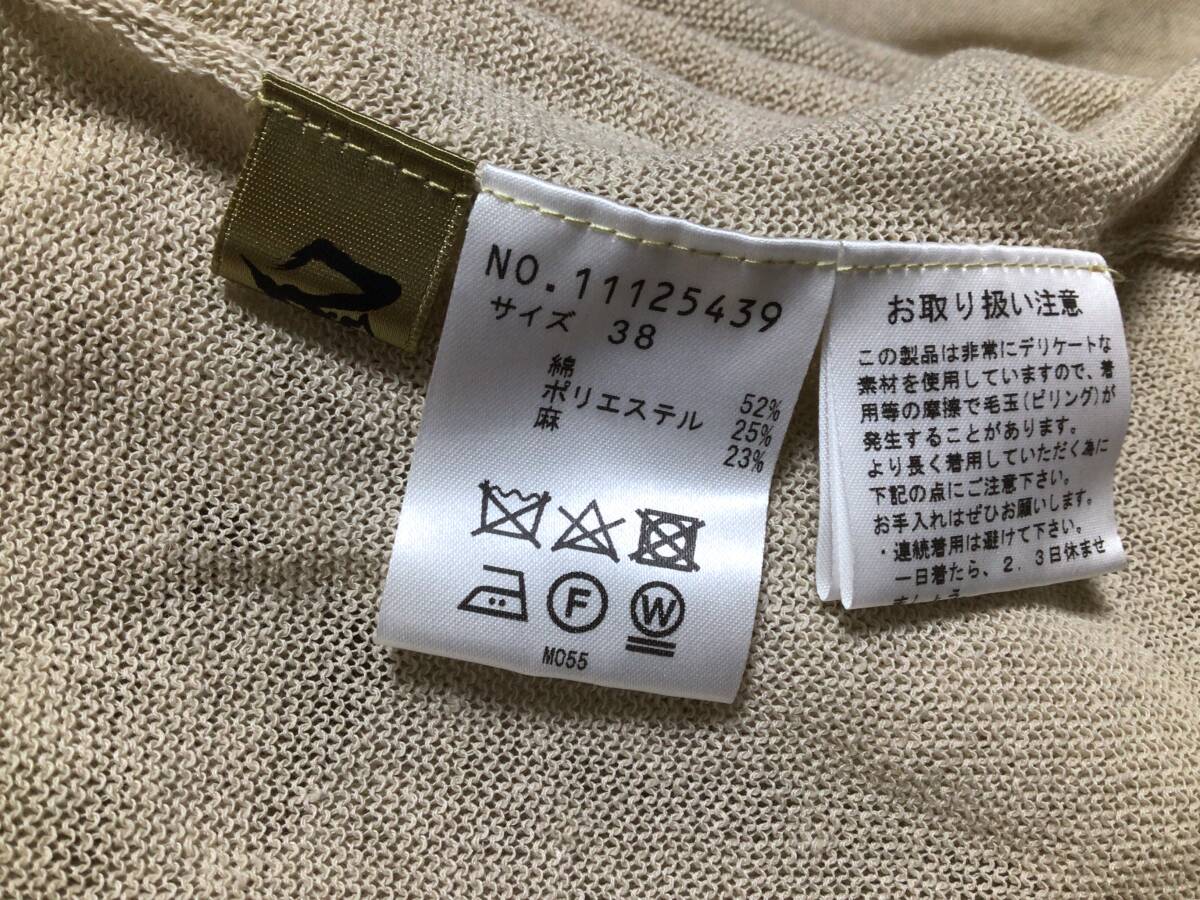 NO.11125439
サイズ 38
綿 52%
ポリエステル 25%
麻 23%
F
W
M055
お取り扱い注意
この製品は非常にデリケートな
素材を使用していますので、着
用等の摩擦で毛玉(ピリング)が
発生することがあります。
より長く着用していただく為に
下記の点にご注意下さい。
お手入れはぜひお願いします。
・連続着用は避けて下さい。
一日着たら、2.3日休ませ
ましょう